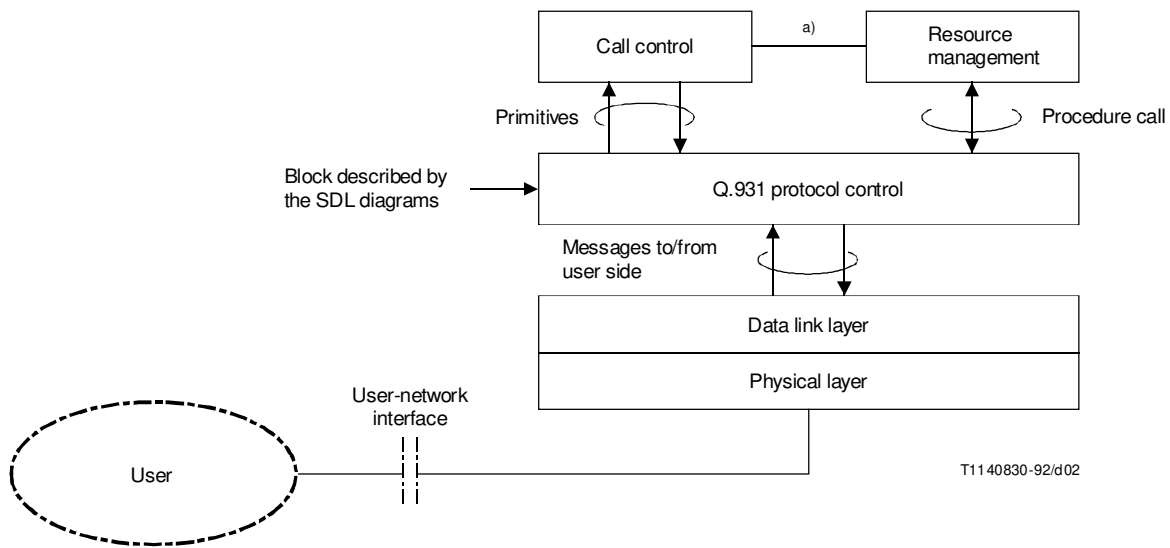 Call control
a)
Resource
management
Primitives
Procedure call
Block described by
the SDL diagrams
Q.931 protocol control
Messages to/from
user side
Data link layer
Physical layer
User-network
interface
User
T1140830-92/d02